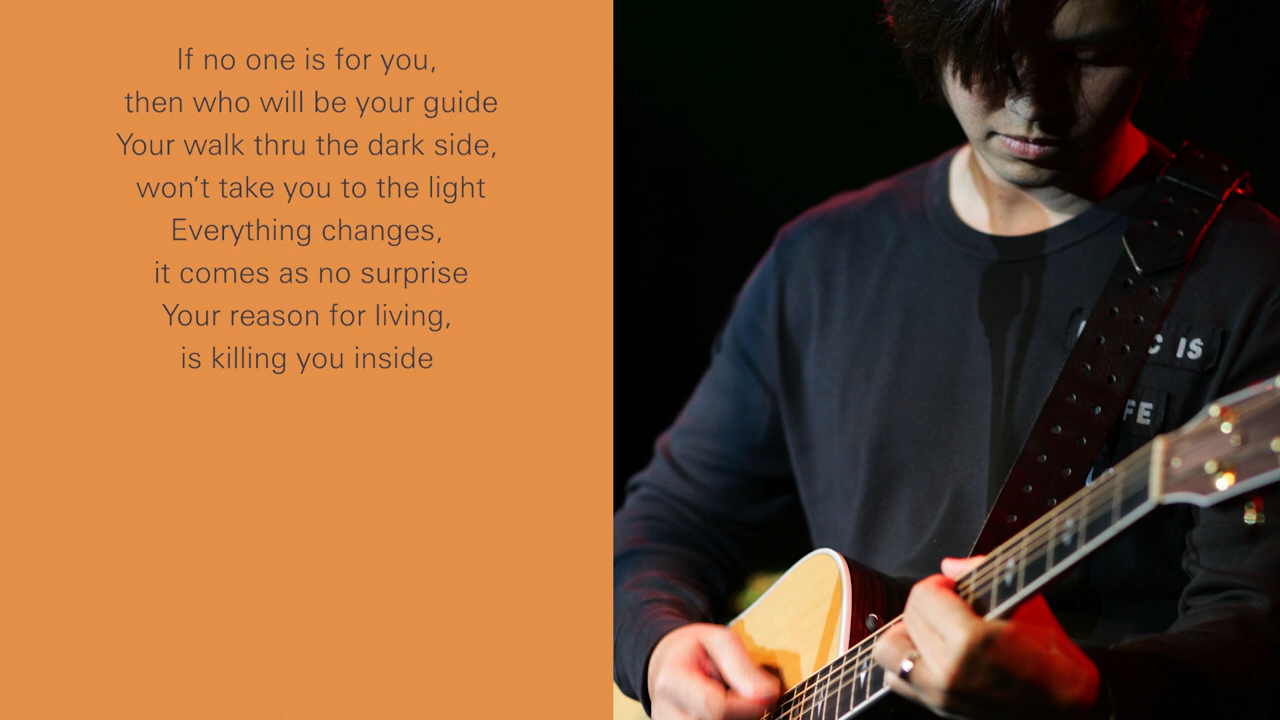 If no one is for you,
then who will be your guide
Your walk thru the dark side,
won't take you to the light
Everything changes,
it comes as no surprise
Your reason for living,
is killing you inside
IS